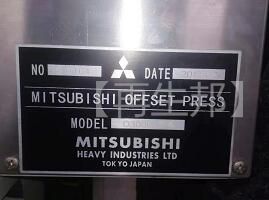 NO
DATE
MITSUBISHI OFFSET PRESS
【再生邦】
MODEL
MITSUBISHI
HEAVY INDUSTRIES LTD
TOKYO JAPAN